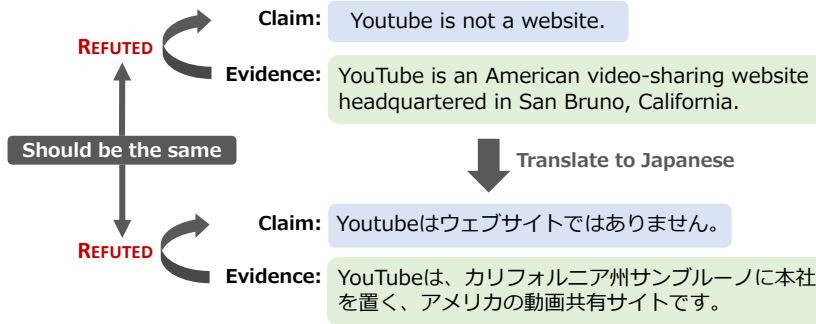 Claim: Youtube is not a website.
REFUTED
Evidence: YouTube is an American video-sharing website
headquartered in San Bruno, California.
Should be the same
Translate to Japanese
Claim: Youtubeはウェブサイトではありません。
REFUTED
Evidence: YouTubeは、カリフォルニア州サンブルーノに本社
を置く、アメリカの動画共有サイトです。